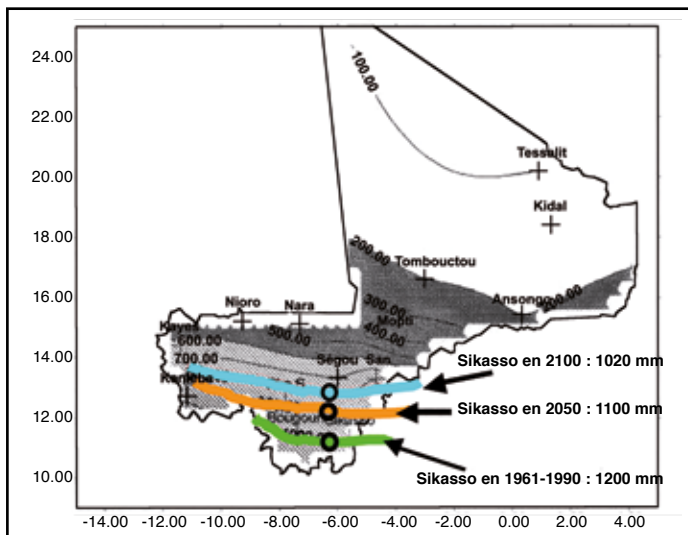 24.00
22.00
20.00
18.00
16.00
14.00
12.00
10.00
-14.00 -12.00 -10.00 -8.00 -6.00 -4.00 -2.00 0.00 2.00 4.00
100.00
Tessalit
Kidal
200.00
Tombouctou
Ansongo
300.00
Mopti
400.00
Nioro
Nara
Kayes
500.00
600.00
700.00
Ségou
San
Kenieba
Sikasso en 2100 : 1020 mm
Sikasso en 2050 : 1100 mm
Sikasso en 1961-1990 : 1200 mm